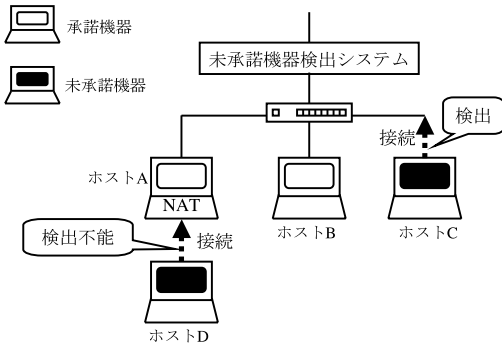 承諾機器
未承諾機器
未承諾機器検出システム
検出
接続
ホストA
NAT
ホストB
ホストC
検出不能
接続
ホストD